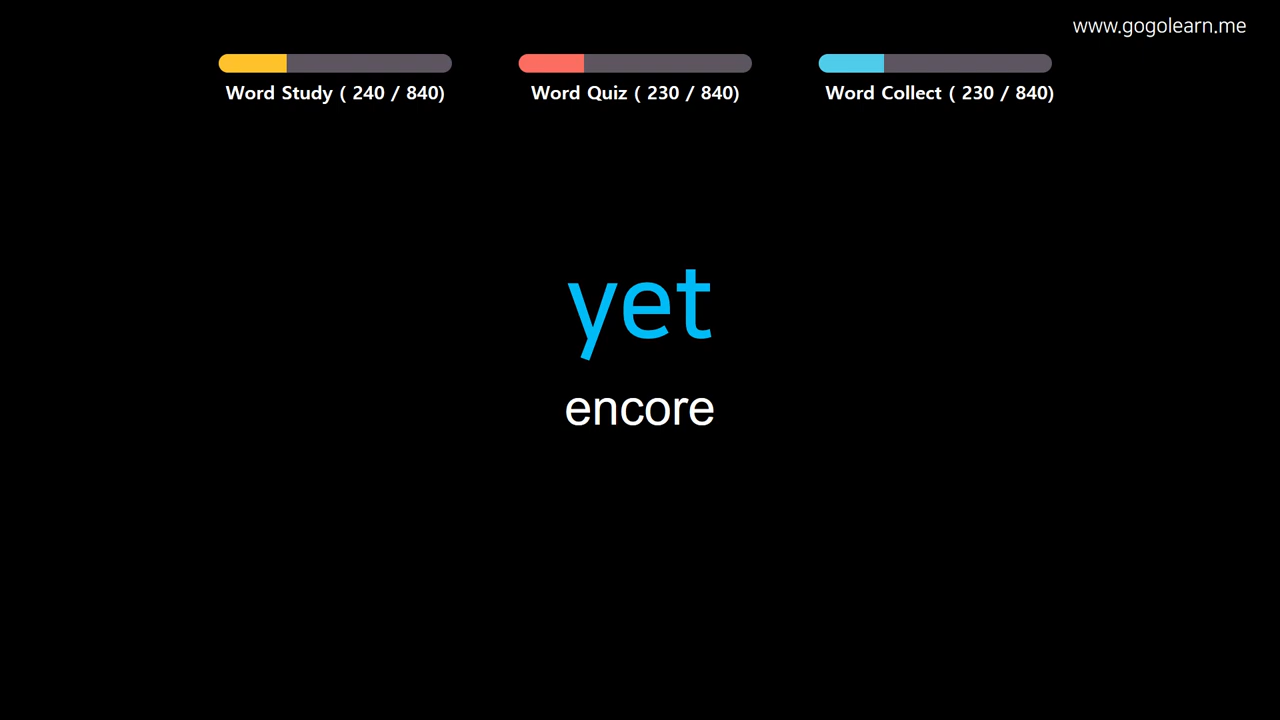 www.gogolearn.me
Word Study ( 240 / 840)
Word Quiz ( 230 / 840)
Word Collect ( 230 / 840)
yet
encore